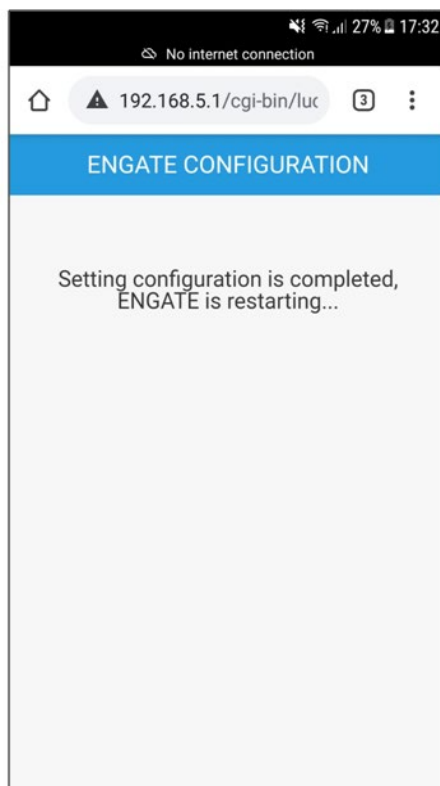 27% 17:32
No internet connection
192.168.5.1/cgi-bin/luc 3
ENGATE CONFIGURATION
Setting configuration is completed,
ENGATE is restarting...